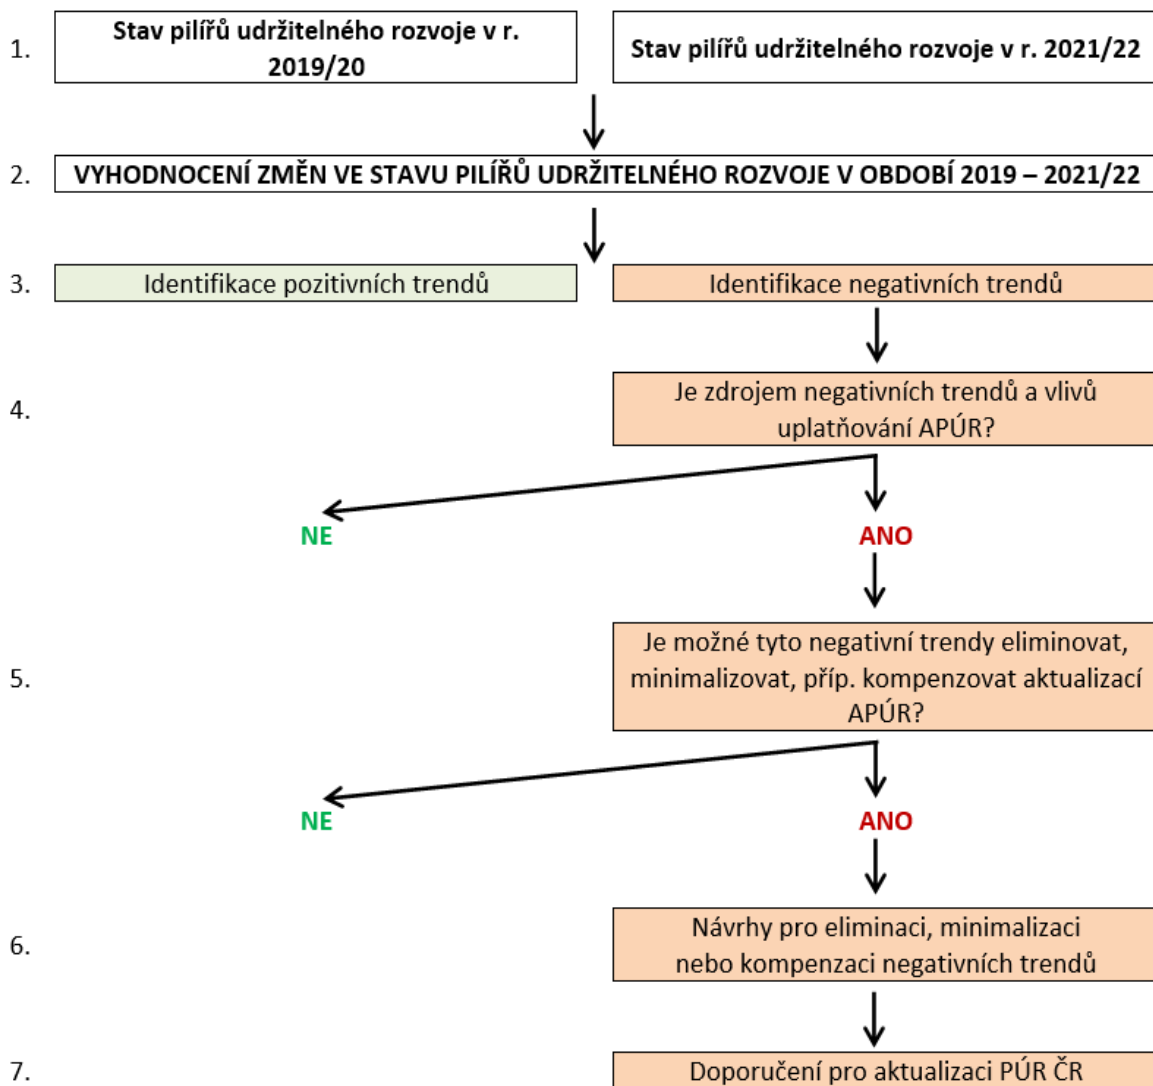 1.
Stav pilířů udržitelného rozvoje v r.
2019/20
Stav pilířů udržitelného rozvoje v r. 2021/22
2.
VYHODNOCENÍ ZMĚN VE STAVU PILÍŘŮ UDRŽITELNÉHO ROZVOJE V OBDOBÍ 2019 – 2021/22
3.
Identifikace pozitivních trendů
Identifikace negativních trendů
4.
Je zdrojem negativních trendů a vlivů
uplatňování APÚR?
NE
ANO
5.
Je možné tyto negativní trendy eliminovat,
minimalizovat, příp. kompenzovat aktualizací
APÚR?
NE
ANO
6.
Návrhy pro eliminaci, minimalizaci
nebo kompenzaci negativních trendů
7.
Doporučení pro aktualizaci PÚR ČR